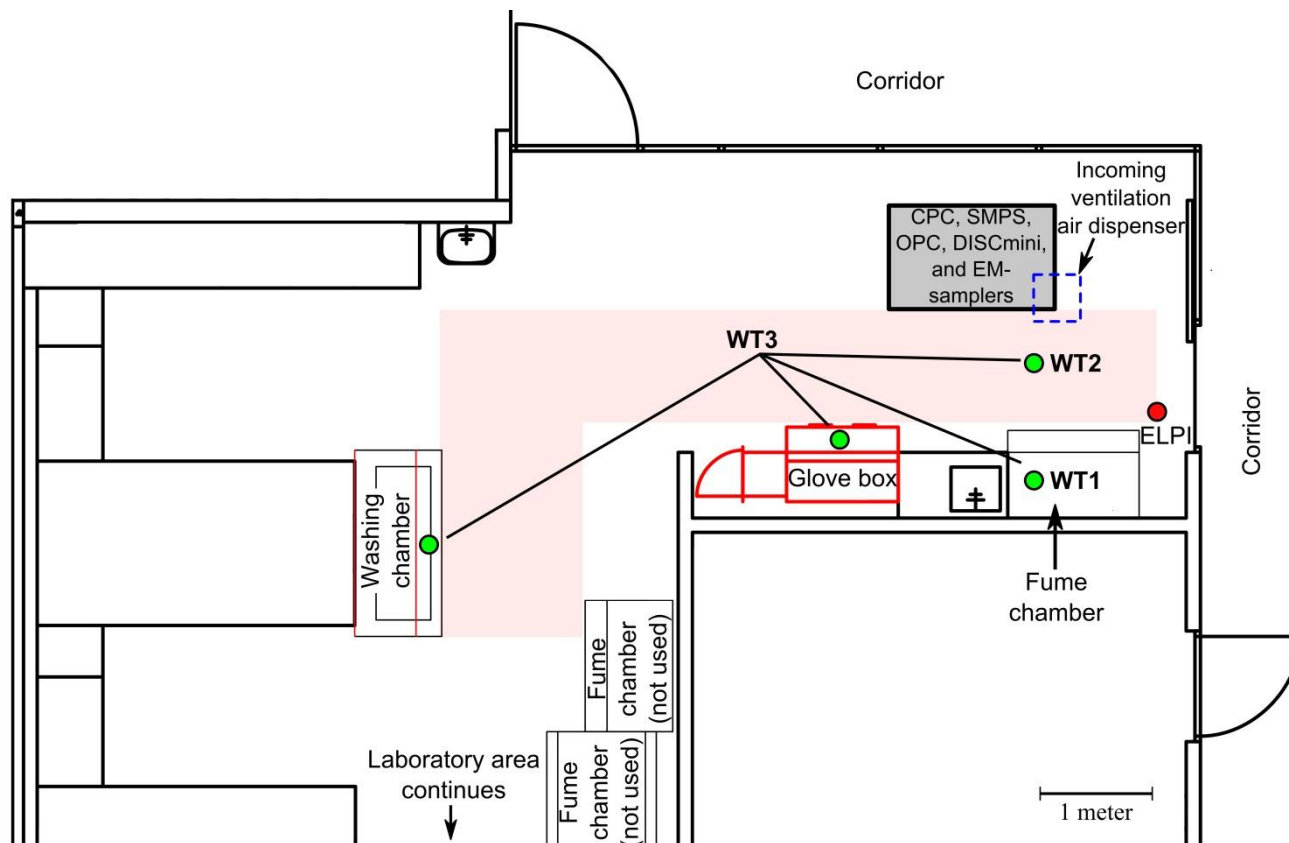 Corridor
Incoming
ventilation
air dispenser
CPC, SMPS,
OPC, DISCmini,
and EM-
samplers
WT3
WT2
ELPI
Corridor
Glove box
WT1
Washing
chamber
Fume
chamber
Fume
chamber
(not used)
Laboratory area
continues
Fume
chamber
(not used)
1 meter